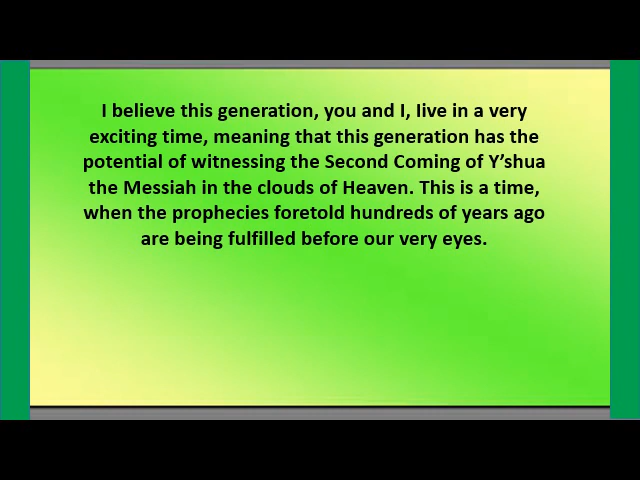 I believe this generation, you and I, live in a very
exciting time, meaning that this generation has the
potential of witnessing the Second Coming of Y’shua
the Messiah in the clouds of Heaven. This is a time,
when the prophecies foretold hundreds of years ago
are being fulfilled before our very eyes.